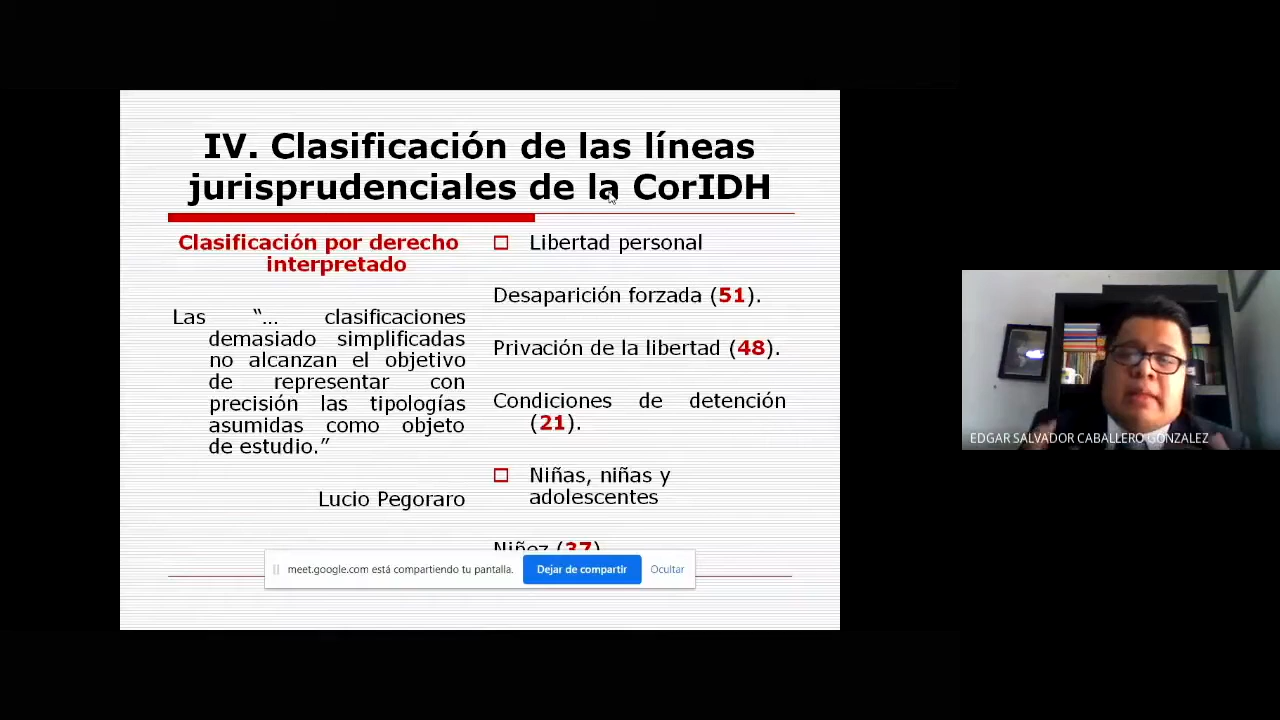 IV. Clasificación de las líneas
jurisprudenciales de la CorIDH
Clasificación por derecho
interpretado
Las “... clasificaciones
demasiado simplificadas
no alcanzan el objetivo
de representar con
precisión las tipologías
asumidas como objeto
de estudio.”
Lucio Pegoraro
Libertad personal
Desaparición forzada (51).
Privación de la libertad (48).
Condiciones de detención
(21).
Niñas, niñas y
adolescentes
Niñez (37)
meet.google.com está compartiendo tu pantalla.
Dejar de compartir
Ocultar
EDGAR SALVADOR CABALLERO GONZALEZ